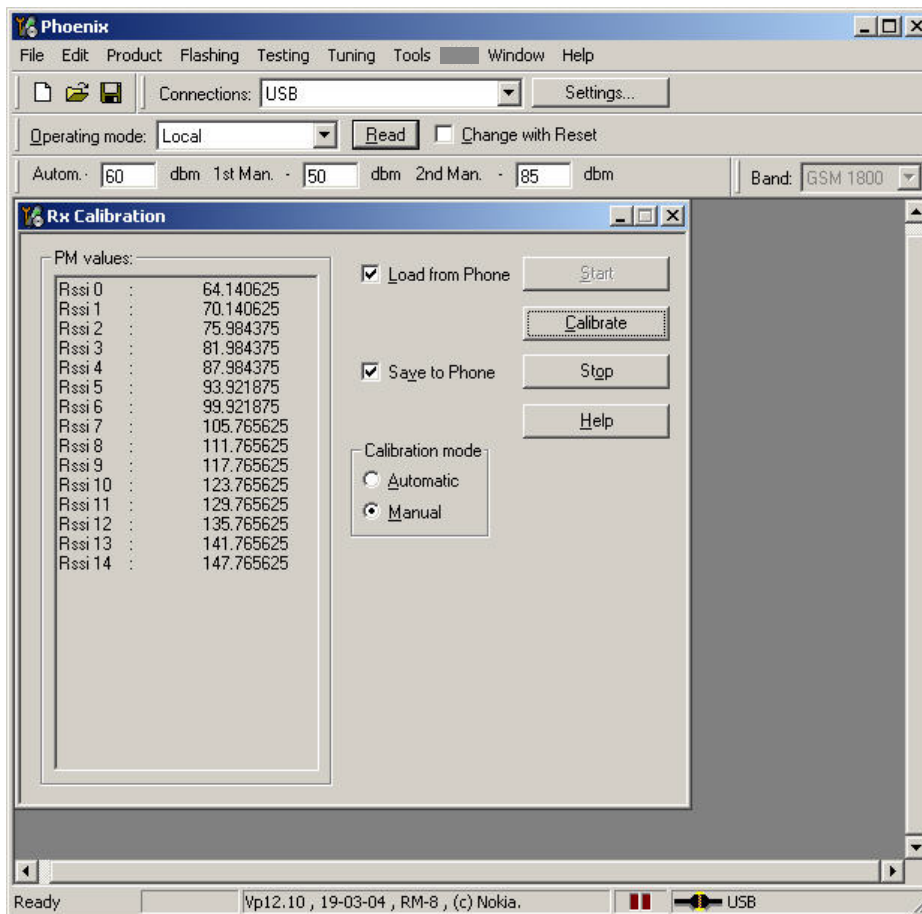 Phoenix
File Edit Product Flashing Testing Tuning Tools Window Help
Connections: USB Settings...
Operating mode: Local Read Change with Reset
Autom. - 60 dbm 1st Man. - 50 dbm 2nd Man. - 85 dbm Band: GSM 1800
Rx Calibration
PM values:
Rssi 0 : 64.140625
Rssi 1 : 70.140625
Rssi 2 : 75.984375
Rssi 3 : 81.984375
Rssi 4 : 87.984375
Rssi 5 : 93.921875
Rssi 6 : 99.921875
Rssi 7 : 105.765625
Rssi 8 : 111.765625
Rssi 9 : 117.765625
Rssi 10 : 123.765625
Rssi 11 : 129.765625
Rssi 12 : 135.765625
Rssi 13 : 141.765625
Rssi 14 : 147.765625
Load from Phone
Start
Calibrate
Save to Phone
Stop
Help
Calibration mode
Automatic
Manual
Ready Vp12.10 , 19-03-04 , RM-8 , (c) Nokia. USB